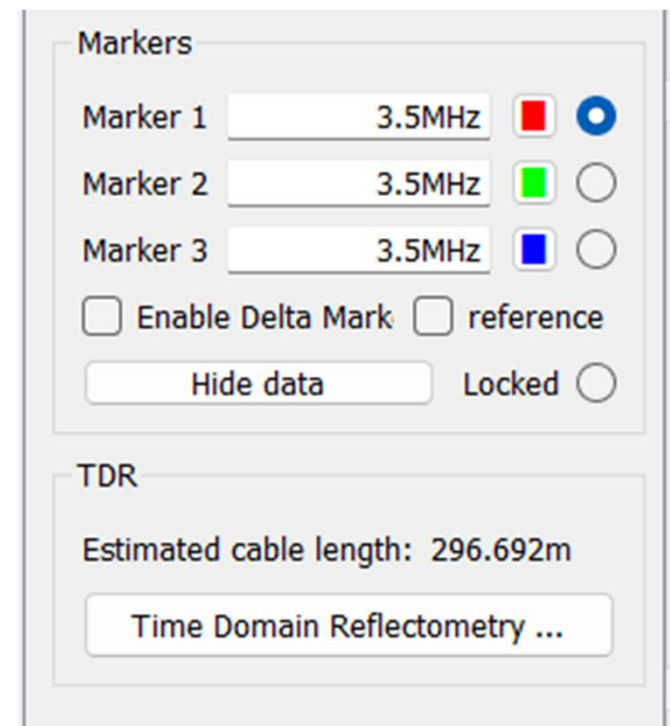 Markers
Marker 1 3.5MHz
Marker 2 3.5MHz
Marker 3 3.5MHz
Enable Delta Mark reference
Hide data Locked
TDR
Estimated cable length: 296.692m
Time Domain Reflectometry ...